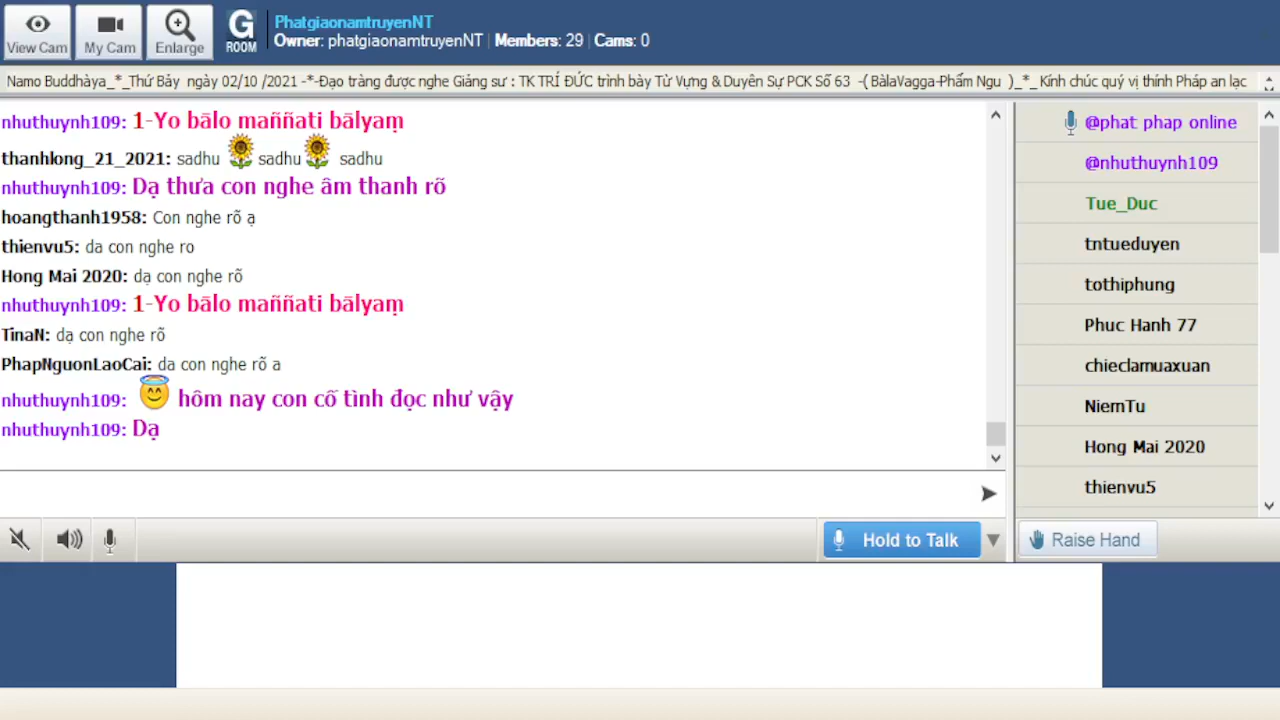 View Cam
My Cam
Enlarge
G
ROOM
PhatgiaonamtruyenNT
Owner: phatgiaonamtruyenNT | Members: 29 | Cams: 0
Namo Buddhàya_*_Thứ Bảy ngày 02/10 /2021 -*-Đạo tràng được nghe Giảng sư : TK TRÍ ĐỨC trình bày Từ Vựng & Duyên Sự PCK Số 63 -( BàlaVagga-Phẩm Ngu )_*_ Kính chúc quý vị thính Pháp an lạc
nhuthuynh109: 1-Yo bālo maññati bālyaṃ
thanhlong_21_2021: sadhu sadhu sadhu
nhuthuynh109: Dạ thưa con nghe âm thanh rõ
hoangthanh1958: Con nghe rõ ạ
thienvu5: da con nghe ro
Hong Mai 2020: dạ con nghe rõ
nhuthuynh109: 1-Yo bālo maññati bālyaṃ
TinaN: dạ con nghe rõ
PhapNguonLaoCai: dạ con nghe rõ a
nhuthuynh109: hôm nay con cố tình đọc như vậy
nhuthuynh109: Dạ
@phat phap online
@nhuthuynh109
Tue_Duc
tntueduyen
tothiphung
Phuc Hanh 77
chieclamuaxuan
NiemTu
Hong Mai 2020
thienvu5
Hold to Talk
Raise Hand